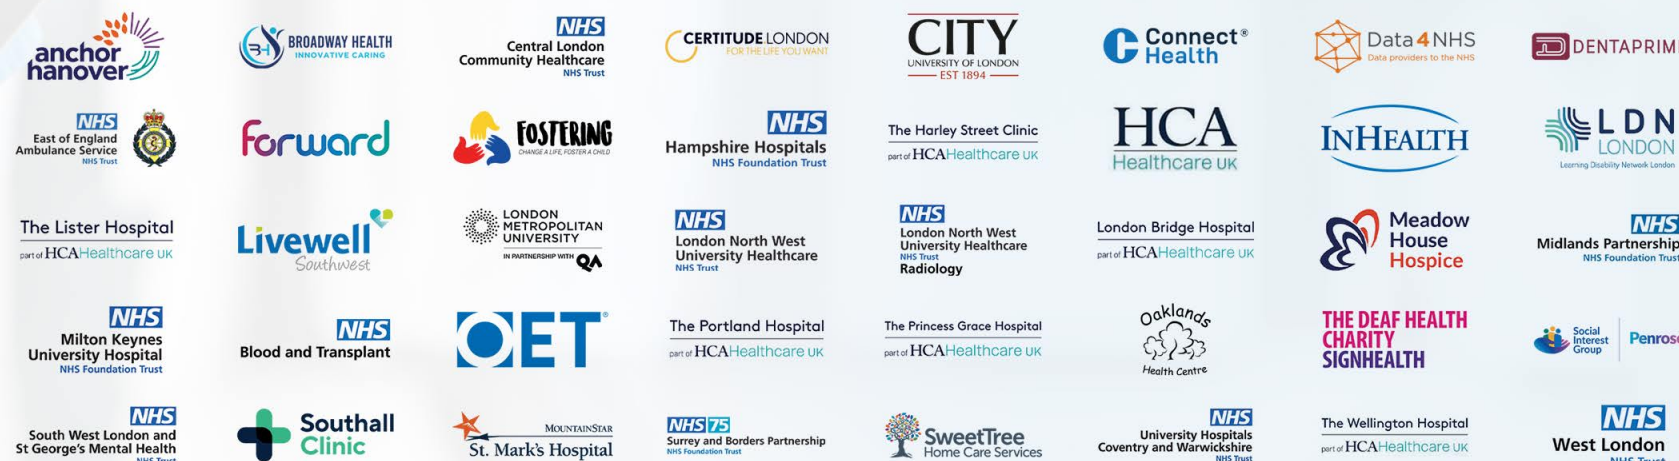 anchor
hanover
BH
BROADWAY HEALTH
INNOVATIVE CARING
NHS
Central London
Community Healthcare
NHS Trust
CERTITUDE LONDON
FOR THE LIFE YOU WANT
CITY
UNIVERSITY OF LONDON
EST 1894
Connect®
Health
Data4NHS
Data providers to the NHS
DENTAPRIM
NHS
East of England
Ambulance Service
NHS Trust
forward
FOSTERING
CHANGE A LIFE, FOSTER A CHILD
NHS
Hampshire Hospitals
NHS Foundation Trust
The Harley Street Clinic
part of HCAHealthcare UK
HCA
Healthcare UK
INHEALTH
LDN
LONDON
Learning Disability Network London
The Lister Hospital
part of HCAHealthcare UK
Livewell
Southwest
LONDON
METROPOLITAN
UNIVERSITY
IN PARTNERSHIP WITH QA
NHS
London North West
University Healthcare
NHS Trust
NHS
London North West
University Healthcare
NHS Trust
Radiology
London Bridge Hospital
part of HCAHealthcare UK
Meadow
House
Hospice
NHS
Midlands Partnership
NHS Foundation Trust
NHS
Milton Keynes
University Hospital
NHS Foundation Trust
NHS
Blood and Transplant
OET®
The Portland Hospital
part of HCAHealthcare UK
The Princess Grace Hospital
part of HCAHealthcare UK
Oaklands
Health Centre
THE DEAF HEALTH
CHARITY
SIGNHEALTH
Social
Interest
Group
Penrose
NHS
South West London and
St George's Mental Health
NHS Trust
Southall
Clinic
MOUNTAINSTAR
St. Mark's Hospital
NHS 75
Surrey and Borders Partnership
NHS Foundation Trust
SweetTree
Home Care Services
NHS
University Hospitals
Coventry and Warwickshire
NHS Trust
The Wellington Hospital
part of HCAHealthcare UK
NHS
West London
NHS Trust